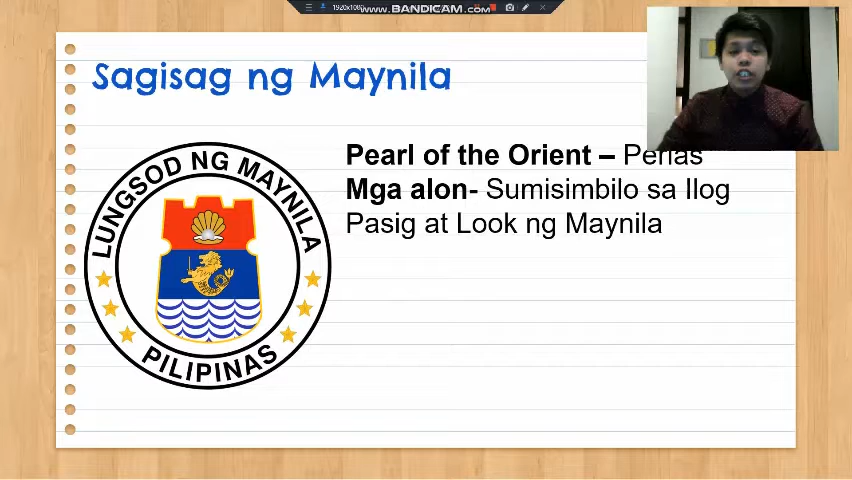 1920x1080
www.BANDICAM.com
Sagisag ng Maynila
LUNGSOD NG MAYNILA
PILIPINAS
Pearl of the Orient – Perlas
Mga alon- Sumisimbilo sa Ilog
Pasig at Look ng Maynila